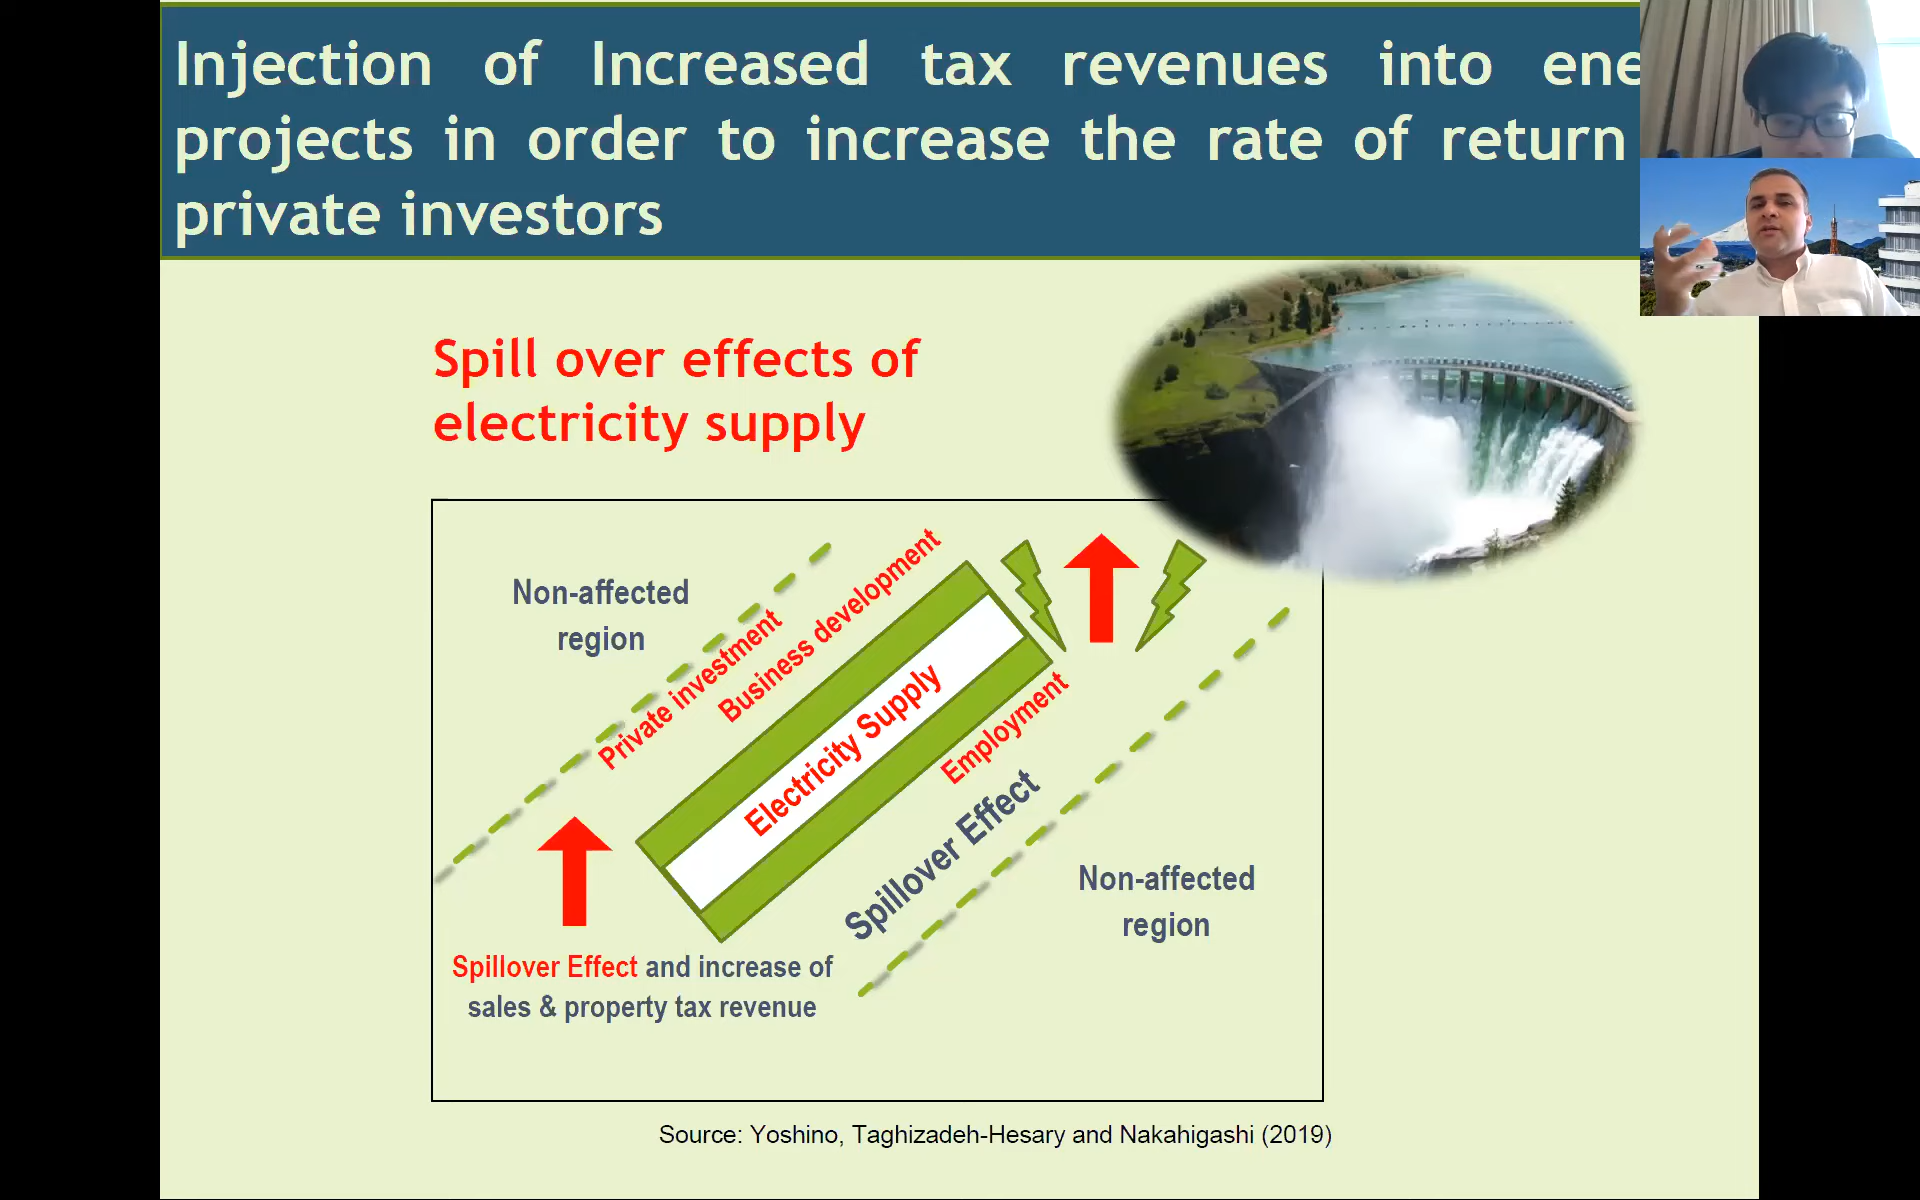 Injection of Increased tax revenues into ene
projects in order to increase the rate of return
private investors
Spill over effects of
electricity supply
Non-affected
region
Private investment
Business development
Electricity Supply
Employment
Spillover Effect
Non-affected
region
Spillover Effect and increase of
sales & property tax revenue
Source: Yoshino, Taghizadeh-Hesary and Nakahigashi (2019)